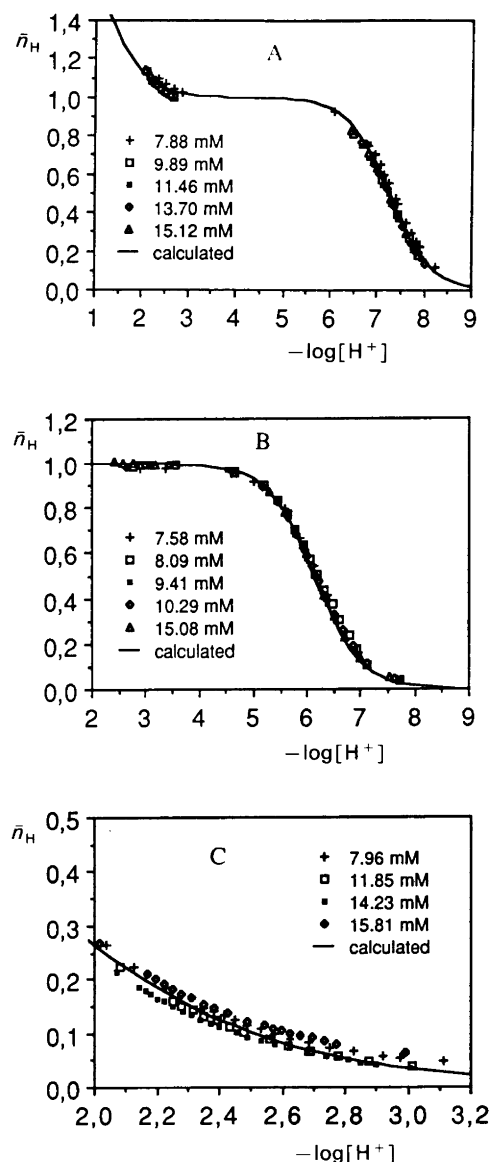 n̄H
1,4
A
1,2
1,0
0,8
0,6
0,4
0,2
0,0
+ 7.88 mM
9.89 mM
11.46 mM
13.70 mM
15.12 mM
calculated
1 2 3 4 5 6 7 8 9
−log[H⁺]
n̄H
1,2
B
1,0
0,8
0,6
0,4
0,2
0,0
+ 7.58 mM
8.09 mM
9.41 mM
10.29 mM
15.08 mM
calculated
2 3 4 5 6 7 8 9
−log[H⁺]
n̄H
0,5
C
0,4
0,3
0,2
0,1
0,0
+ 7.96 mM
11.85 mM
14.23 mM
15.81 mM
calculated
2,0 2,2 2,4 2,6 2,8 3,0 3,2
−log[H⁺]